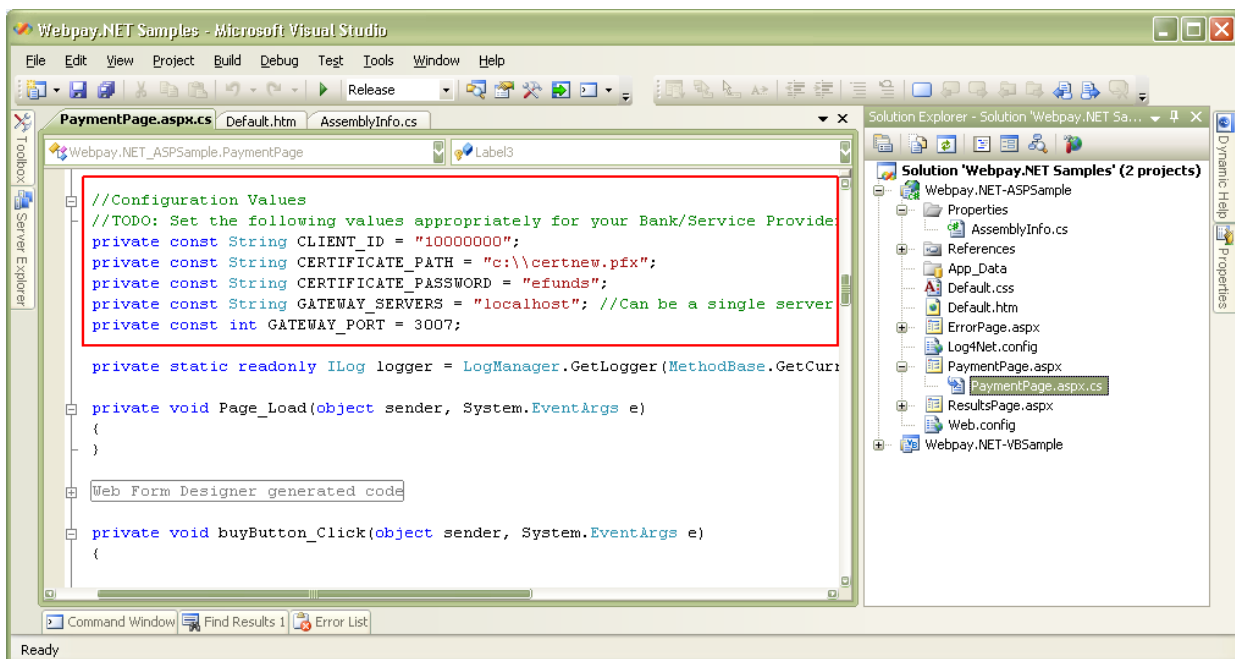 Webpay.NET Samples - Microsoft Visual Studio
File Edit View Project Build Debug Test Tools Window Help
Release
PaymentPage.aspx.cs Default.htm AssemblyInfo.cs
Webpay.NET_ASPSample.PaymentPage Label3
//Configuration Values
//TODO: Set the following values appropriately for your Bank/Service Provide
private const String CLIENT_ID = "10000000";
private const String CERTIFICATE_PATH = "c:\\certnew.pfx";
private const String CERTIFICATE_PASSWORD = "efunds";
private const String GATEWAY_SERVERS = "localhost"; //Can be a single server
private const int GATEWAY_PORT = 3007;
private static readonly ILog logger = LogManager.GetLogger(MethodBase.GetCurr
private void Page_Load(object sender, System.EventArgs e)
{
}
Web Form Designer generated code
private void buyButton_Click(object sender, System.EventArgs e)
{
Toolbox
Server Explorer
Solution Explorer - Solution 'Webpay.NET Sa...
Solution 'Webpay.NET Samples' (2 projects)
Webpay.NET-ASPSample
Properties
AssemblyInfo.cs
References
App_Data
Default.css
Default.htm
ErrorPage.aspx
Log4Net.config
PaymentPage.aspx
PaymentPage.aspx.cs
ResultsPage.aspx
Web.config
Webpay.NET-VBSample
Dynamic Help
Properties
Command Window Find Results 1 Error List
Ready